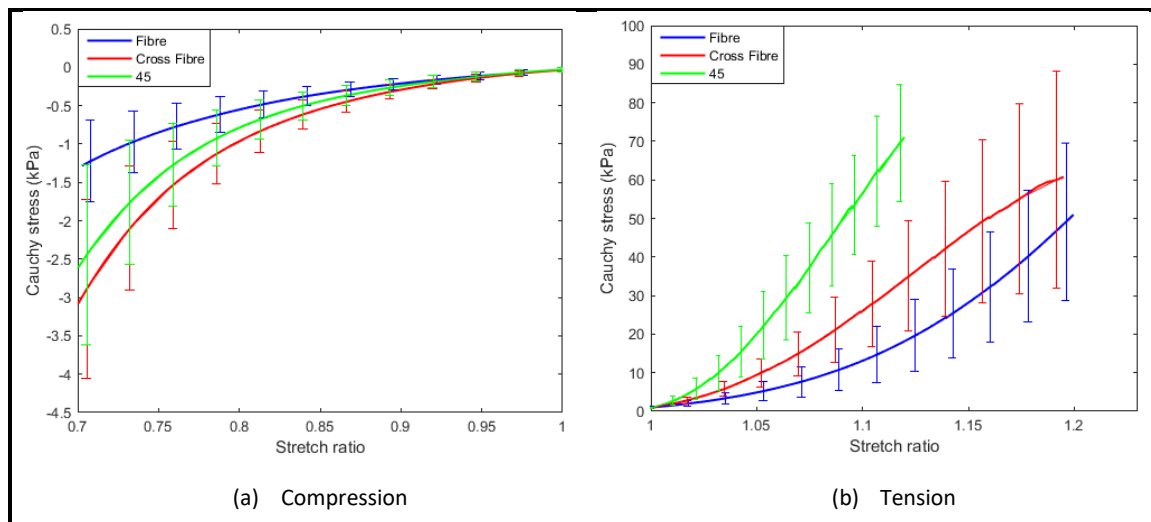 Fibre
Cross Fibre
45
0.5
0
-0.5
-1
-1.5
-2
-2.5
-3
-3.5
-4
-4.5
Cauchy stress (kPa)
0.7 0.75 0.8 0.85 0.9 0.95 1
Stretch ratio
(a) Compression
Fibre
Cross Fibre
45
100
90
80
70
60
50
40
30
20
10
0
Cauchy stress (kPa)
1 1.05 1.1 1.15 1.2
Stretch ratio
(b) Tension